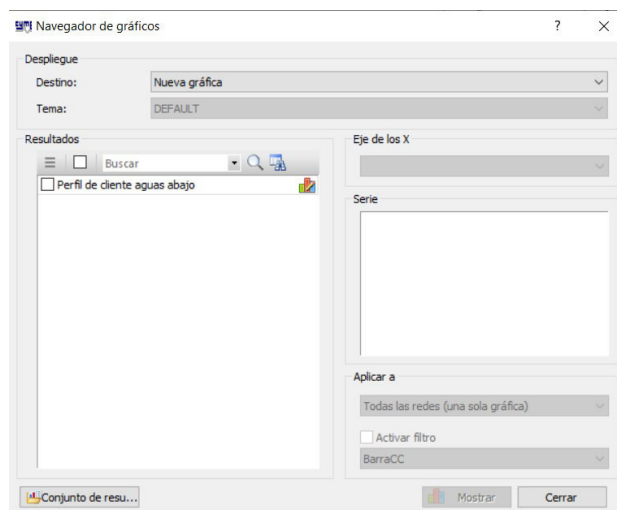 Navegador de gráficos
Despliegue
Destino: Nueva gráfica
Tema: DEFAULT
Resultados
Buscar
Perfil de cliente aguas abajo
Eje de los X
Serie
Aplicar a
Todas las redes (una sola gráfica)
Activar filtro
BarraCC
Conjunto de resu...
Mostrar
Cerrar